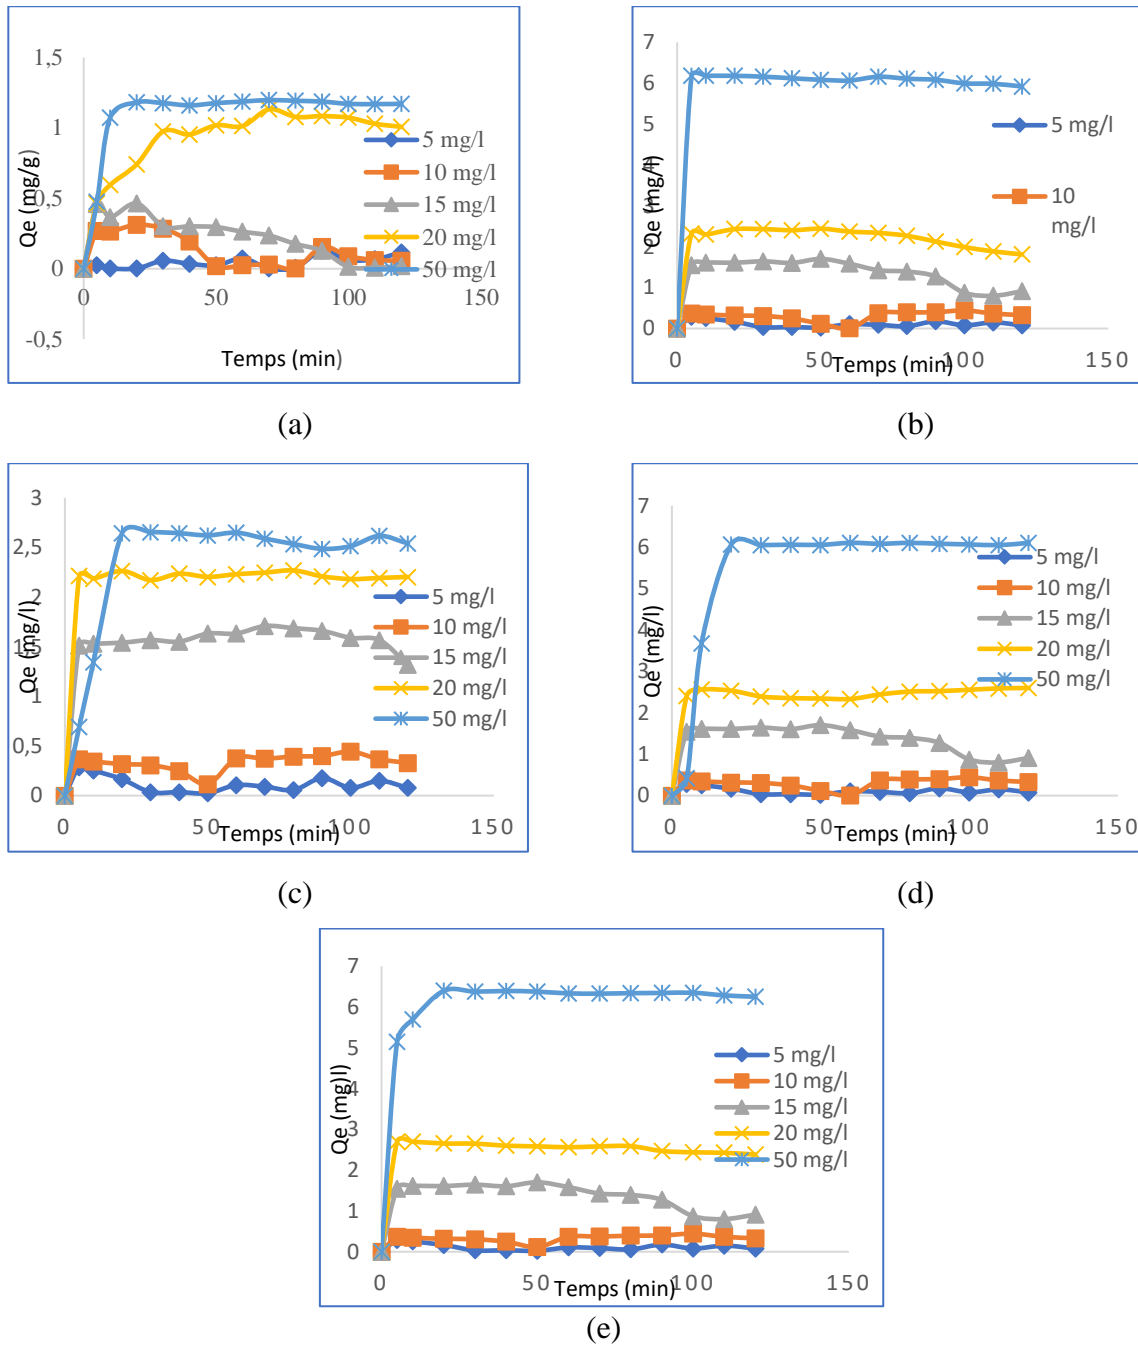 1,5
1
0,5
0
-0,5
0
50
100
150
Qe (mg/g)
Temps (min)
5 mg/l
10 mg/l
15 mg/l
20 mg/l
50 mg/l
(a)
7
6
5
4
3
2
1
0
0
50
100
150
Qe (mg/l)
Temps (min)
5 mg/l
10
mg/l
(b)
3
2,5
2
1,5
1
0,5
0
0
50
100
150
Qe (mg/l)
Temps (min)
5 mg/l
10 mg/l
15 mg/l
20 mg/l
50 mg/l
(c)
7
6
5
4
3
2
1
0
0
50
100
150
Qe (mg/l)
Temps (min)
5 mg/l
10 mg/l
15 mg/l
20 mg/l
50 mg/l
(d)
7
6
5
4
3
2
1
0
0
50
100
150
Qe (mg)l)
Temps (min)
5 mg/l
10 mg/l
15 mg/l
20 mg/l
50 mg/l
(e)